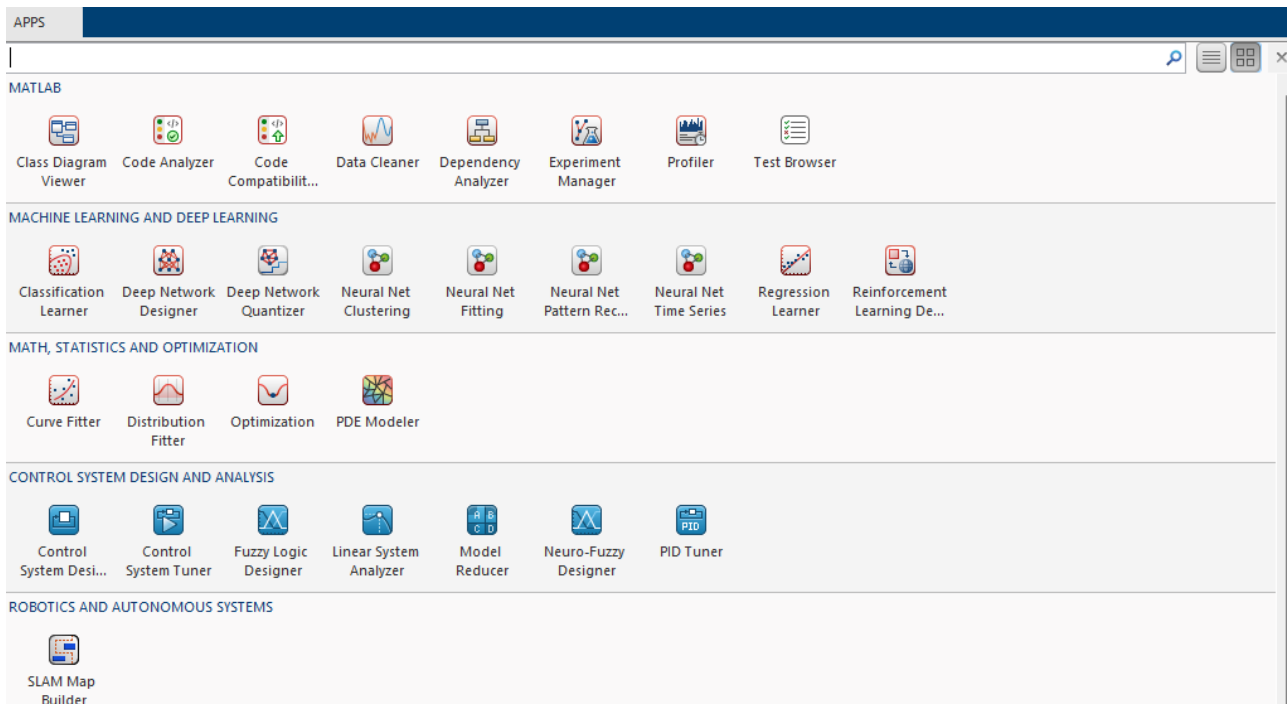 APPS
MATLAB
Class Diagram Code Analyzer Code Data Cleaner Dependency Experiment Profiler Test Browser
Viewer Compatibilit... Analyzer Manager
MACHINE LEARNING AND DEEP LEARNING
Classification Deep Network Deep Network Neural Net Neural Net Neural Net Neural Net Regression Reinforcement
Learner Designer Quantizer Clustering Fitting Pattern Rec... Time Series Learner Learning De...
MATH, STATISTICS AND OPTIMIZATION
Curve Fitter Distribution Optimization PDE Modeler
Fitter
CONTROL SYSTEM DESIGN AND ANALYSIS
A B
C D
PID
Control Control Fuzzy Logic Linear System Model Neuro-Fuzzy PID Tuner
System Desi... System Tuner Designer Analyzer Reducer Designer
ROBOTICS AND AUTONOMOUS SYSTEMS
SLAM Map
Builder